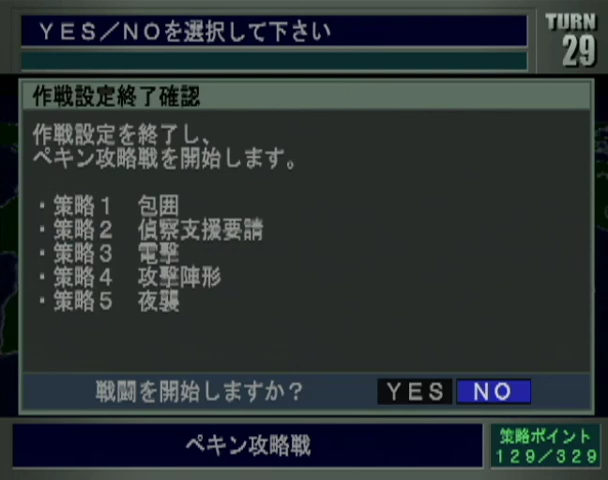 YES／NOを選択して下さい
TURN
29
作戦設定終了確認
作戦設定を終了し、
ペキン攻略戦を開始します。
・策略1 包囲
・策略2 偵察支援要請
・策略3 電撃
・策略4 攻撃陣形
・策略5 夜襲
戦闘を開始しますか？ YES NO
ペキン攻略戦
策略ポイント
129／329